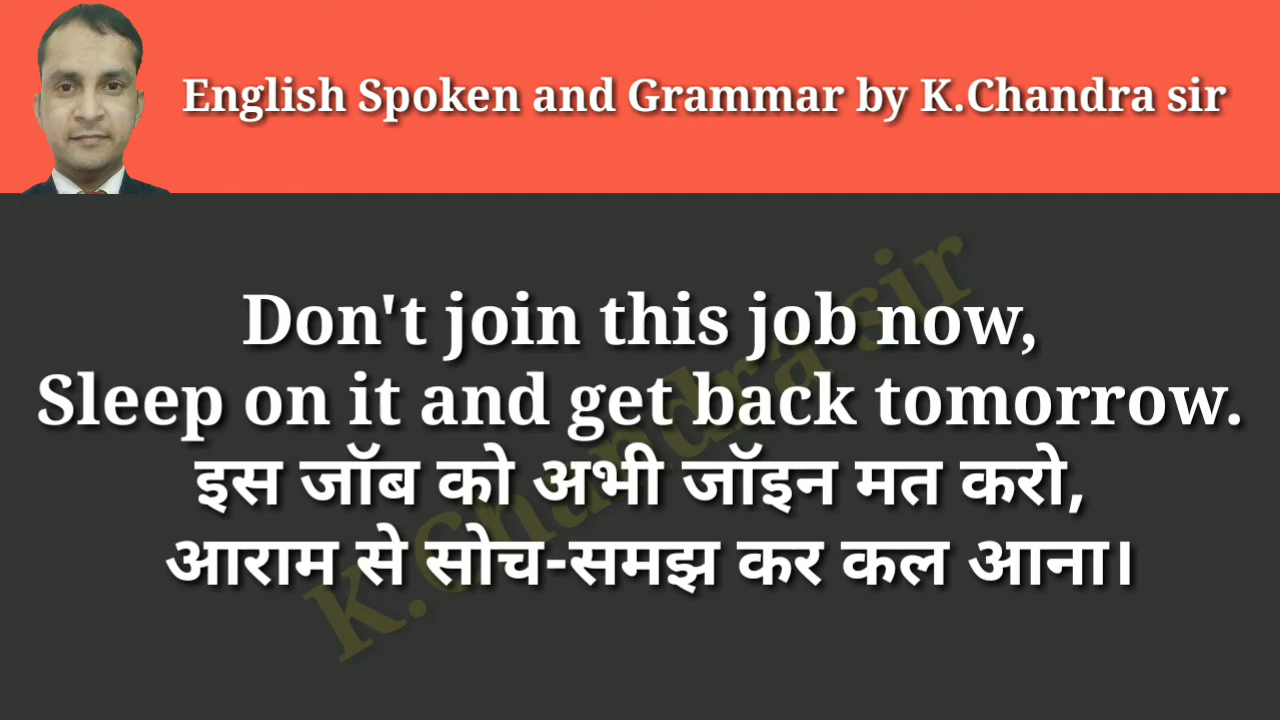 English Spoken and Grammar by K.Chandra sir
Don't join this job now,
Sleep on it and get back tomorrow.
इस जॉब को अभी जॉइन मत करो,
आराम से सोच-समझ कर कल आना।
K.Chandra sir